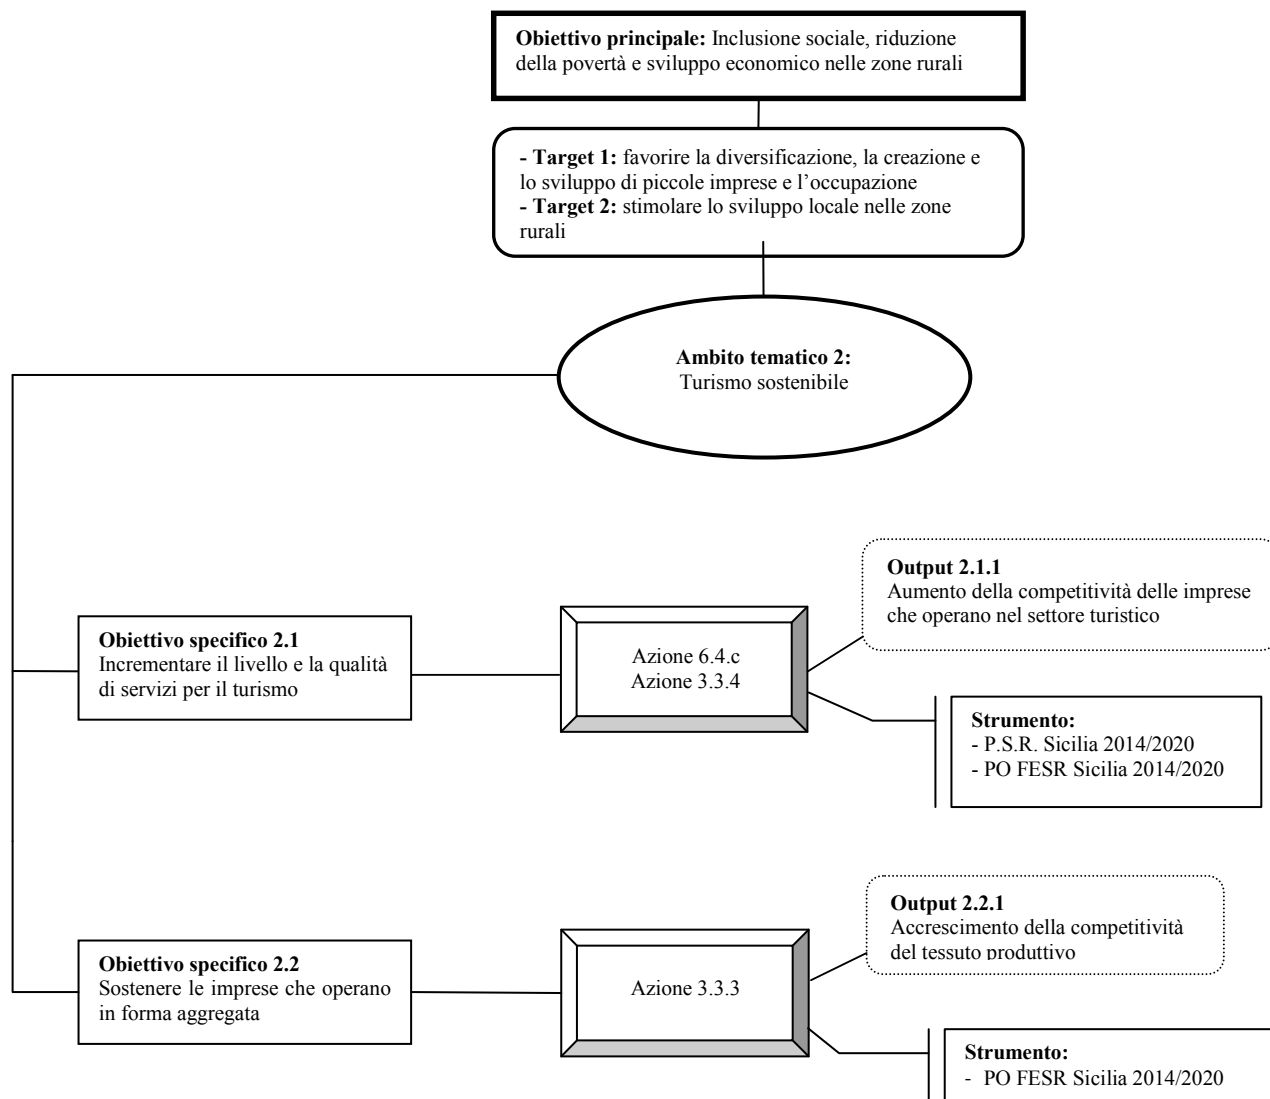 Obiettivo principale: Inclusione sociale, riduzione
della povertà e sviluppo economico nelle zone rurali
- Target 1: favorire la diversificazione, la creazione e
lo sviluppo di piccole imprese e l’occupazione
- Target 2: stimolare lo sviluppo locale nelle zone
rurali
Ambito tematico 2:
Turismo sostenibile
Obiettivo specifico 2.1
Incrementare il livello e la qualità
di servizi per il turismo
Azione 6.4.c
Azione 3.3.4
Output 2.1.1
Aumento della competitività delle imprese
che operano nel settore turistico
Strumento:
- P.S.R. Sicilia 2014/2020
- PO FESR Sicilia 2014/2020
Obiettivo specifico 2.2
Sostenere le imprese che operano
in forma aggregata
Azione 3.3.3
Output 2.2.1
Accrescimento della competitività
del tessuto produttivo
Strumento:
- PO FESR Sicilia 2014/2020